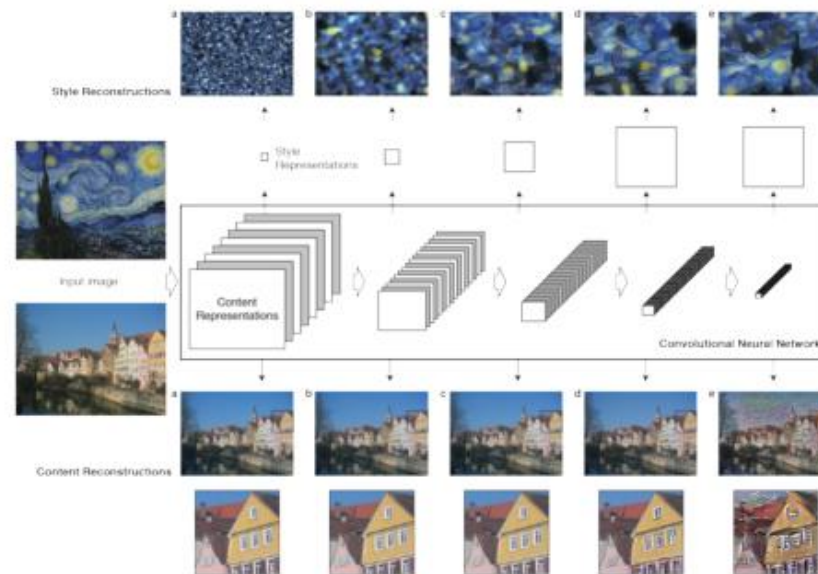 a b c d e
Style Reconstructions
Style
Representations
Input image
Content
Representations
Convolutional Neural Network
a b c d e
Content Reconstructions